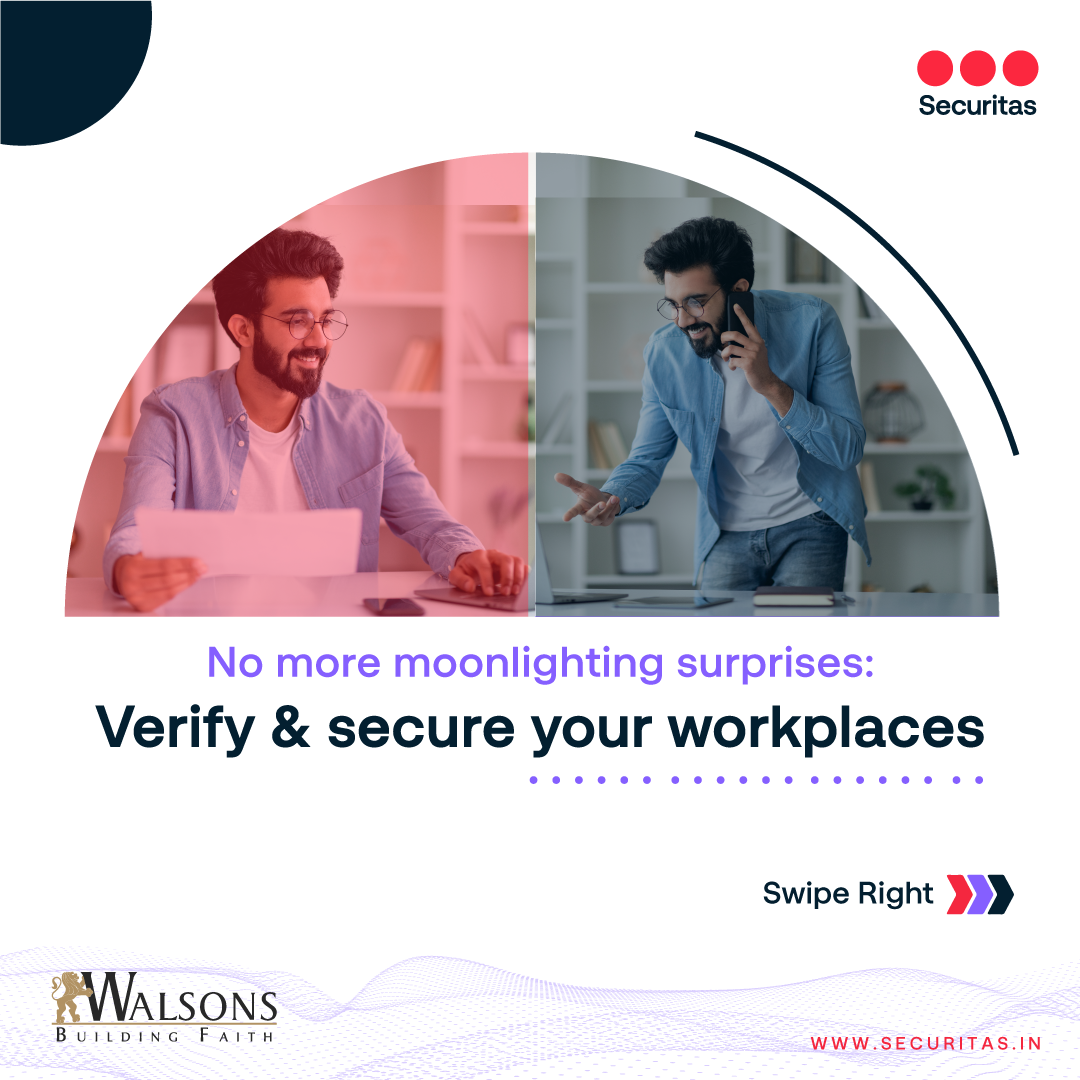 Securitas
No more moonlighting surprises:
Verify & secure your workplaces
Swipe Right
WALSONS
BUILDING FAITH
WWW.SECURITAS.IN